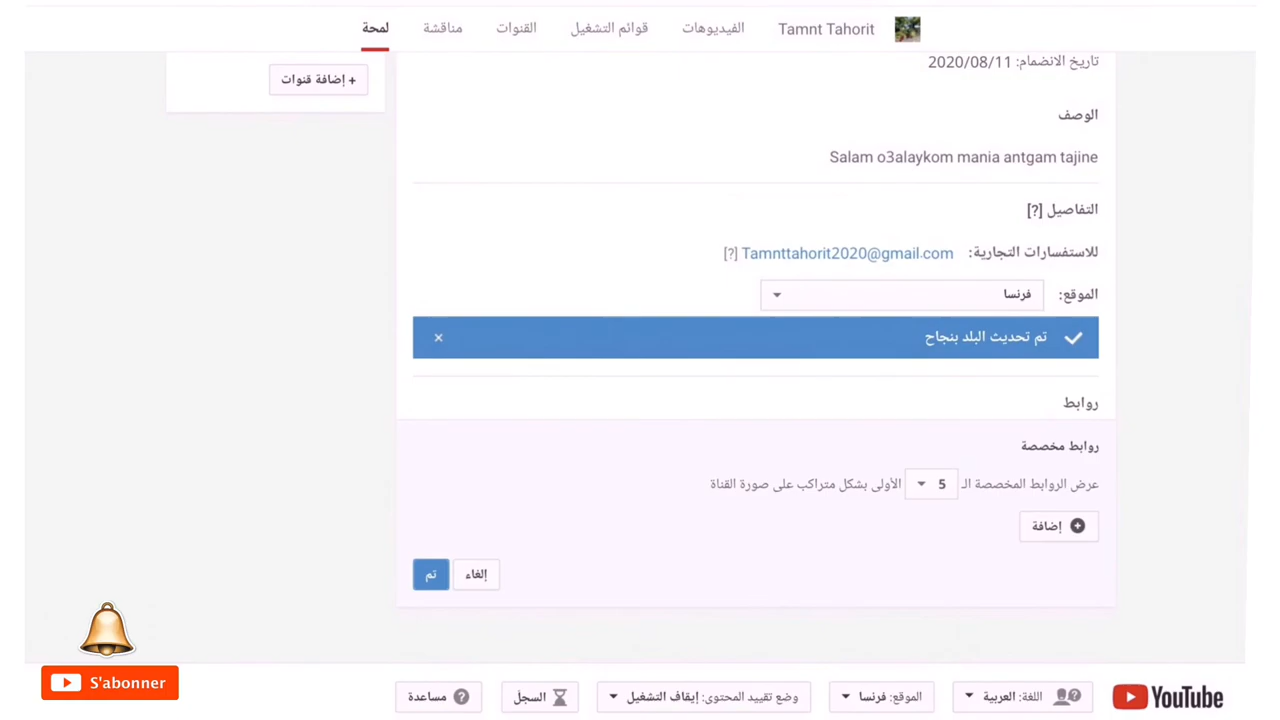 Tamnt Tahorit الفيديوهات قوائم التشغيل القنوات مناقشة لمحة
تاريخ الانضمام: 2020/08/11
+ إضافة قنوات
الوصف
Salam o3alaykom mania antgam tajine
التفاصيل [?]
للاستفسارات التجارية: Tamnttahorit2020@gmail.com [?]
الموقع: فرنسا
تم تحديث البلد بنجاح ×
روابط
روابط مخصصة
عرض الروابط المخصصة الـ 5 الأولى بشكل متراكب على صورة القناة
إضافة
إلغاء تم
S'abonner
YouTube اللغة: العربية الموقع: فرنسا وضع تقييد المحتوى: إيقاف التشغيل السجلّ مساعدة